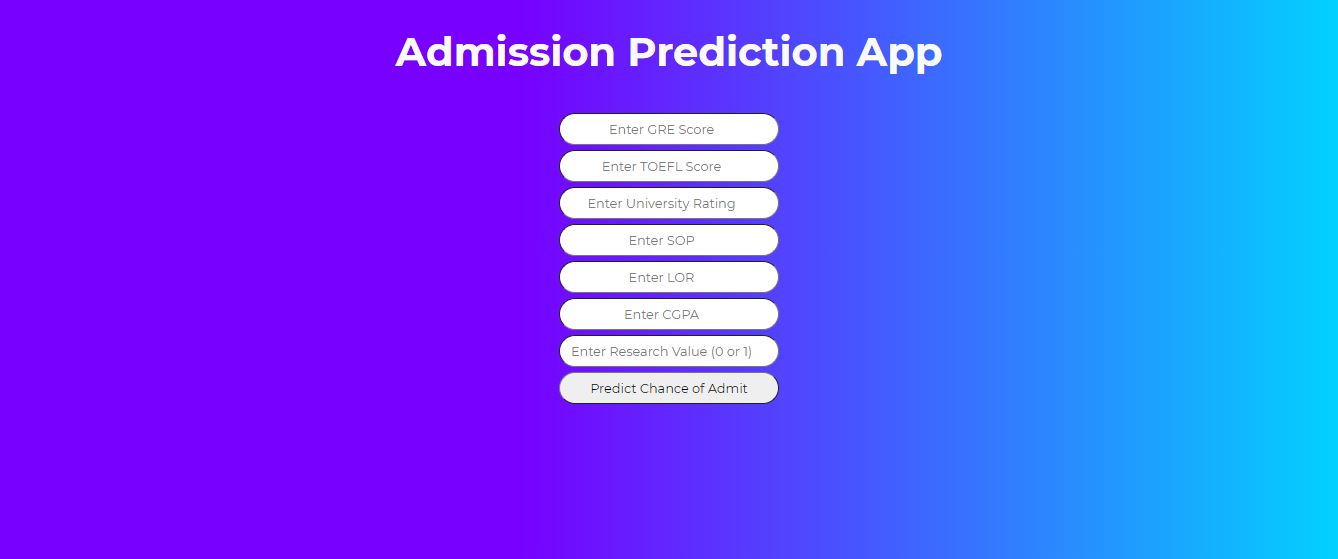 Admission Prediction App
Enter GRE Score
Enter TOEFL Score
Enter University Rating
Enter SOP
Enter LOR
Enter CGPA
Enter Research Value (0 or 1)
Predict Chance of Admit